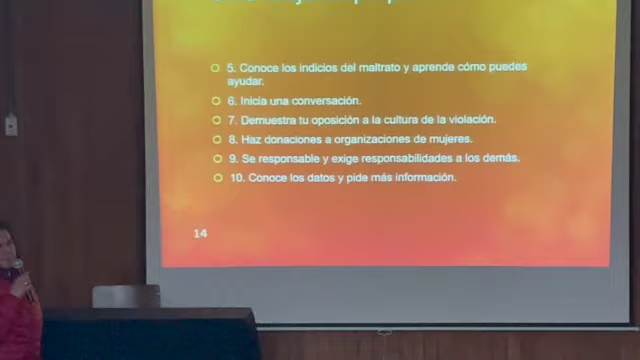 5. Conoce los indicios del maltrato y aprende cómo puedes
ayudar.
6. Inicia una conversación.
7. Demuestra tu oposición a la cultura de la violación.
8. Haz donaciones a organizaciones de mujeres.
9. Se responsable y exige responsabilidades a los demás.
10. Conoce los datos y pide más información.
14